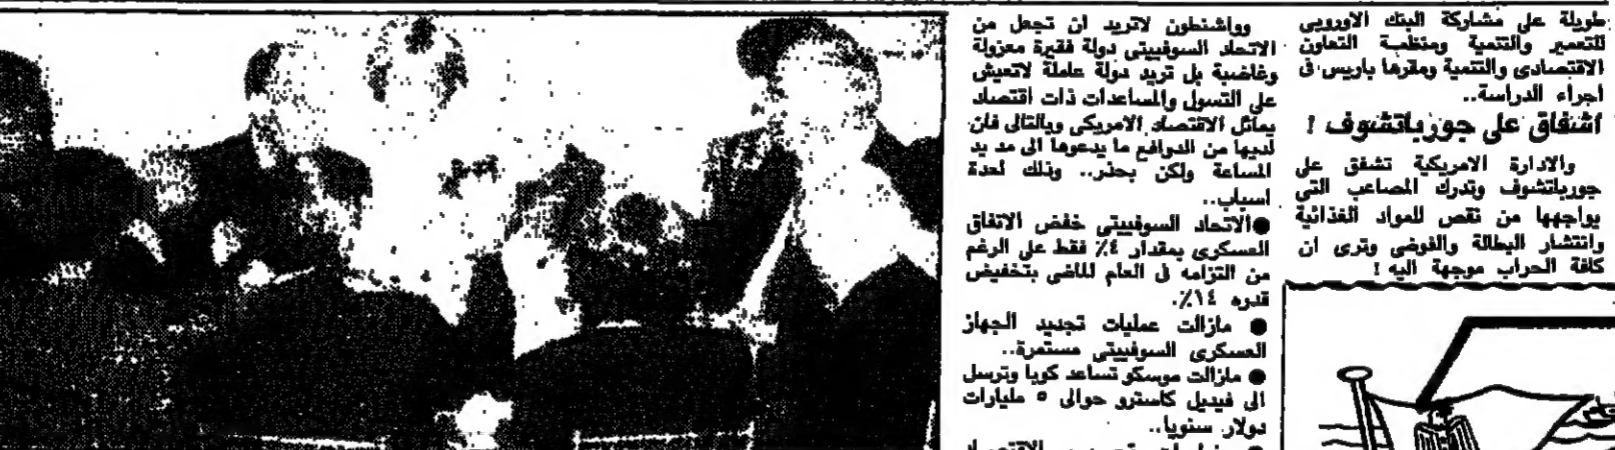 طويلة على مشاركة البنك الاوروبى
للتعمير والتنمية ومنظمة التعاون
الاقتصادى والتنمية ومقرها باريس فى
اجراء الدراسة..
اشفاق على جورباتشوف !
والادارة الامريكية تشفق على
جورباتشوف وتدرك المصاعب التى
يواجهها من نقص للمواد الغذائية
وانتشار البطالة والفوضى وترى ان
كافة الحراب موجهة اليه !
وواشنطون لاتريد ان تجعل من
الاتحاد السوفييتى دولة فقيرة معزولة
وغاضبة بل تريد دولة عاملة لاتعيش
على التسول والمساعدات ذات اقتصاد
يماثل الاقتصاد الامريكى وبالتالى فان
لديها من الدوافع ما يدعوها الى مد يد
المساعة ولكن بحذر.. وذلك لعدة
اسباب..
●الاتحاد السوفييتى خفض الانفاق
العسكرى بمقدار ٤٪ فقط على الرغم
من التزامه فى العام الماضى بتخفيض
قدره ١٤٪.
● مازالت عمليات تجديد الجهاز
العسكرى السوفييتى مستمرة..
● مازالت موسكو تساعد كوبا وترسل
الى فيديل كاسترو حوالى ٥ مليارات
دولار سنويا..